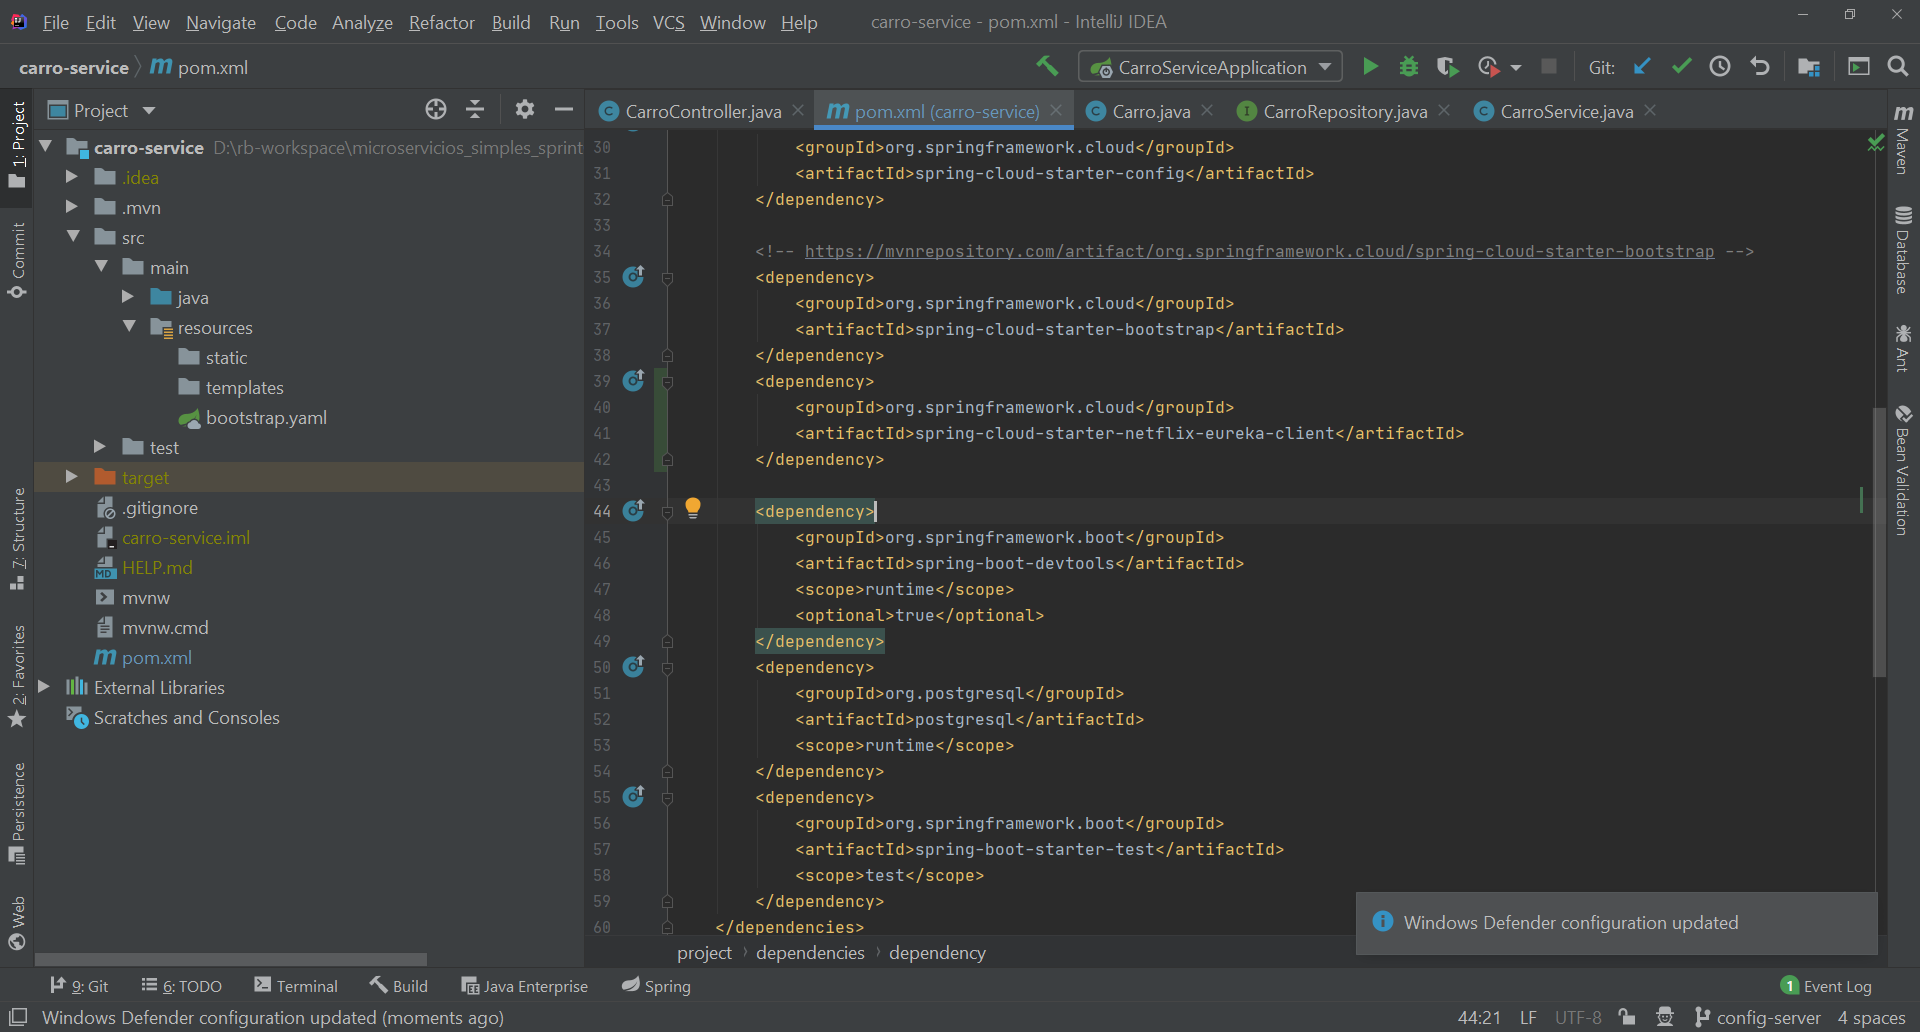 File Edit View Navigate Code Analyze Refactor Build Run Tools VCS Window Help carro-service - pom.xml - IntelliJ IDEA
carro-service m pom.xml CarroServiceApplication Git:
1: Project
Commit
7: Structure
2: Favorites
Persistence
Web
Project
carro-service D:\rb-workspace\microservicios_simples_sprint
.idea
.mvn
src
main
java
resources
static
templates
bootstrap.yaml
test
target
.gitignore
carro-service.iml
MD HELP.md
mvnw
mvnw.cmd
m pom.xml
External Libraries
Scratches and Consoles
C CarroController.java m pom.xml (carro-service) C Carro.java I CarroRepository.java C CarroService.java
30 <groupId>org.springframework.cloud</groupId>
31 <artifactId>spring-cloud-starter-config</artifactId>
32 </dependency>
33
34 <!-- https://mvnrepository.com/artifact/org.springframework.cloud/spring-cloud-starter-bootstrap -->
35 <dependency>
36 <groupId>org.springframework.cloud</groupId>
37 <artifactId>spring-cloud-starter-bootstrap</artifactId>
38 </dependency>
39 <dependency>
40 <groupId>org.springframework.cloud</groupId>
41 <artifactId>spring-cloud-starter-netflix-eureka-client</artifactId>
42 </dependency>
43
44 <dependency>
45 <groupId>org.springframework.boot</groupId>
46 <artifactId>spring-boot-devtools</artifactId>
47 <scope>runtime</scope>
48 <optional>true</optional>
49 </dependency>
50 <dependency>
51 <groupId>org.postgresql</groupId>
52 <artifactId>postgresql</artifactId>
53 <scope>runtime</scope>
54 </dependency>
55 <dependency>
56 <groupId>org.springframework.boot</groupId>
57 <artifactId>spring-boot-starter-test</artifactId>
58 <scope>test</scope>
59 </dependency>
60 </dependencies>
project dependencies dependency
m Maven
Database
Ant
Bean Validation
Windows Defender configuration updated
9: Git 6: TODO Terminal Build Java Enterprise Spring 1 Event Log
Windows Defender configuration updated (moments ago) 44:21 LF UTF-8 config-server 4 spaces